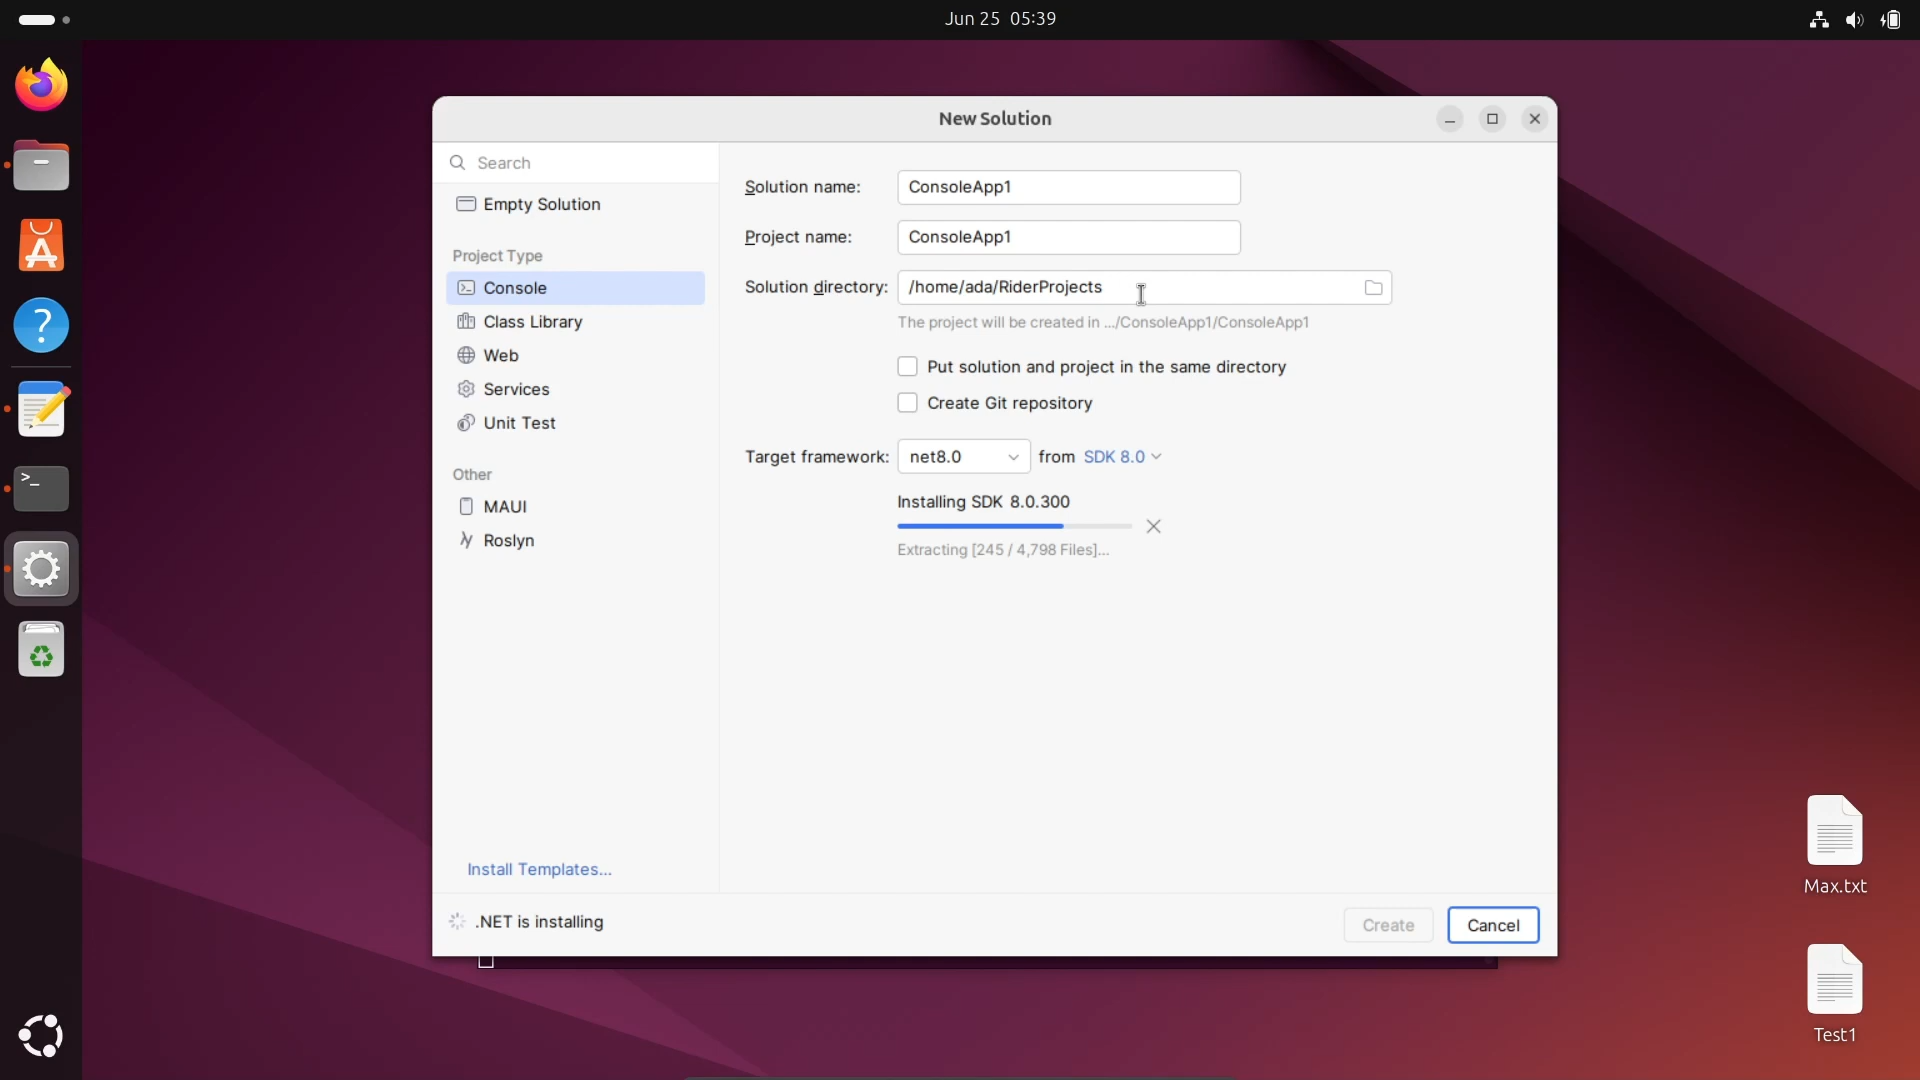 Jun 25 05:39
New Solution
Search
Empty Solution
Project Type
Console
Class Library
Web
Services
Unit Test
Other
MAUI
Roslyn
Install Templates...
Solution name: ConsoleApp1
Project name: ConsoleApp1
Solution directory: /home/ada/RiderProjects
The project will be created in .../ConsoleApp1/ConsoleApp1
Put solution and project in the same directory
Create Git repository
Target framework: net8.0 from SDK 8.0
Installing SDK 8.0.300
Extracting [245 / 4,798 Files]...
.NET is installing
Create
Cancel
Max.txt
Test1